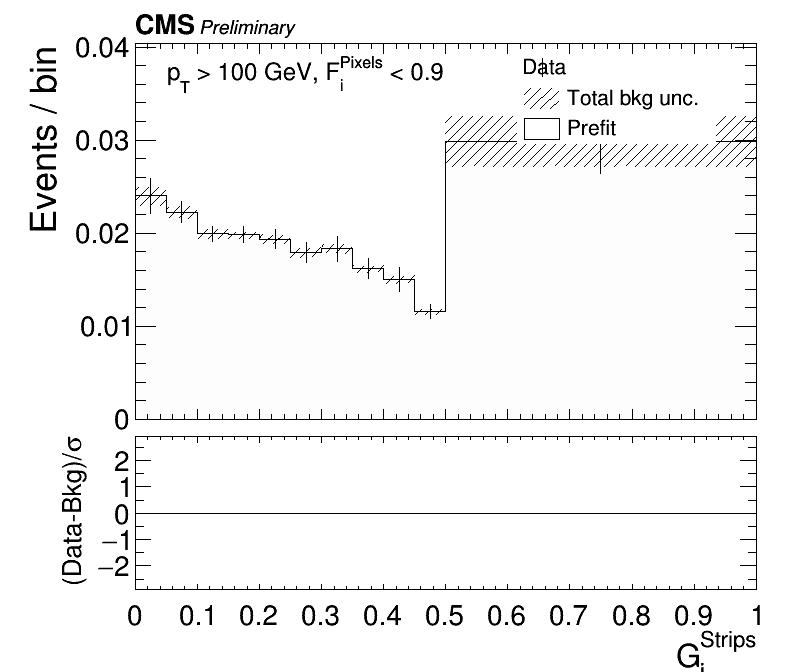 CMS Preliminary
p_T > 100 GeV, F_i^Pixels < 0.9
Data
Total bkg unc.
Prefit
Events / bin
0.04
0.03
0.02
0.01
0
(Data-Bkg)/σ
2
1
0
−1
−2
0 0.1 0.2 0.3 0.4 0.5 0.6 0.7 0.8 0.9 1
G_i^Strips